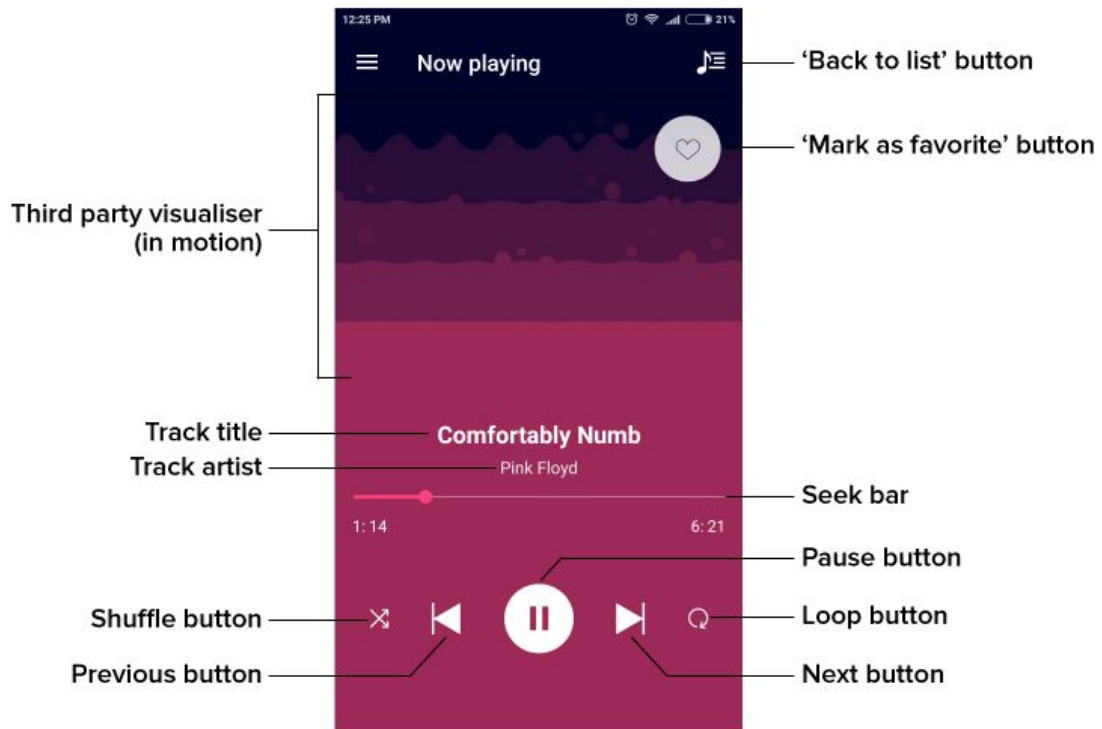 12:25 PM
21%
Now playing
‘Back to list’ button
‘Mark as favorite’ button
Third party visualiser
(in motion)
Track title
Comfortably Numb
Track artist
Pink Floyd
Seek bar
1: 14
6: 21
Pause button
Shuffle button
Loop button
Previous button
Next button